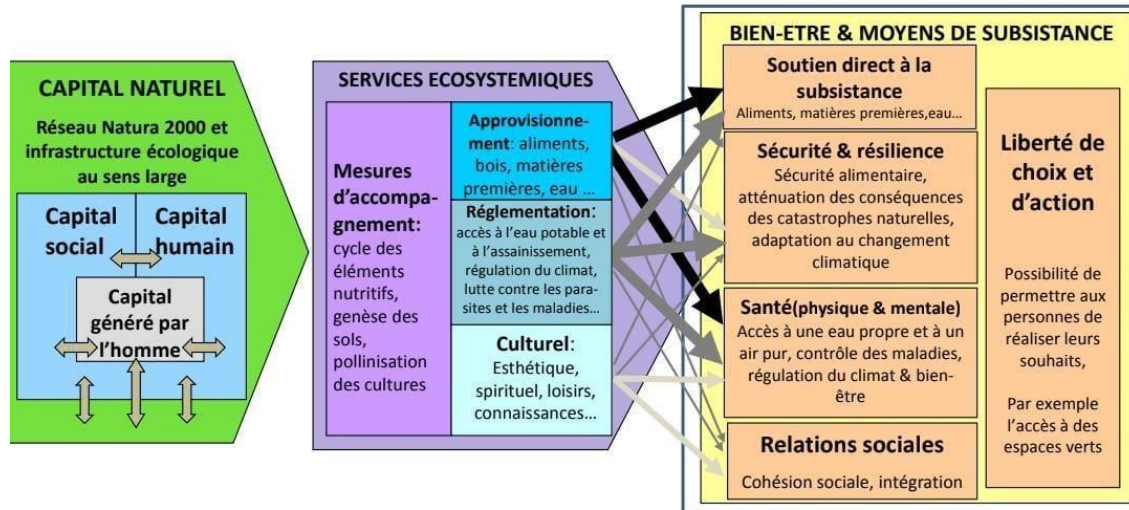 CAPITAL NATUREL
Réseau Natura 2000 et
infrastructure écologique
au sens large
Capital
social
Capital
humain
Capital
généré par
l'homme
SERVICES ECOSYSTEMIQUES
Mesures
d'accompa-
gnement:
cycle des
éléments
nutritifs,
genèse des
sols,
pollinisation
des cultures
Approvisionne-
ment: aliments,
bois, matières
premières, eau ...
Réglementation:
accès à l'eau potable et
à l'assainissement,
régulation du climat,
lutte contre les para-
sites et les maladies...
Culturel:
Esthétique,
spirituel, loisirs,
connaissances...
BIEN-ETRE & MOYENS DE SUBSISTANCE
Soutien direct à la
subsistance
Aliments, matières premières,eau...
Sécurité & résilience
Sécurité alimentaire,
atténuation des conséquences
des catastrophes naturelles,
adaptation au changement
climatique
Santé(physique & mentale)
Accès à une eau propre et à un
air pur, contrôle des maladies,
régulation du climat & bien-
être
Relations sociales
Cohésion sociale, intégration
Liberté de
choix et
d'action
Possibilité de
permettre aux
personnes de
réaliser leurs
souhaits,
Par exemple
l'accès à des
espaces verts